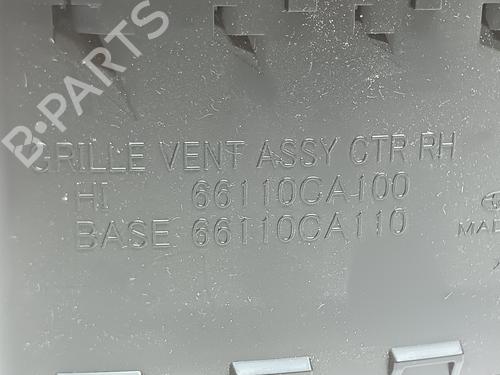 B-PARTS
GRILLE VENT ASSY CTR RH
HI 66110CA100
BASE 66110CA110